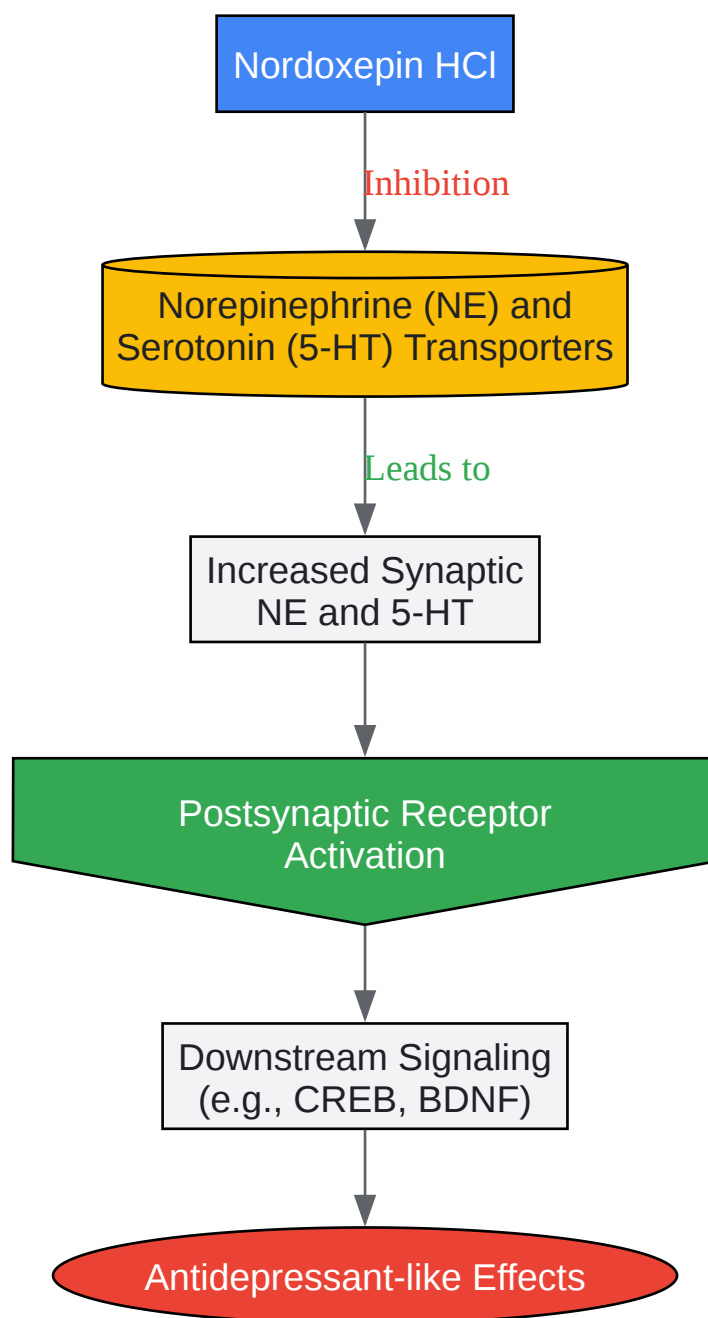 Nordoxepin HCl
Inhibition
Norepinephrine (NE) and
Serotonin (5-HT) Transporters
Leads to
Increased Synaptic
NE and 5-HT
Postsynaptic Receptor
Activation
Downstream Signaling
(e.g., CREB, BDNF)
Antidepressant-like Effects